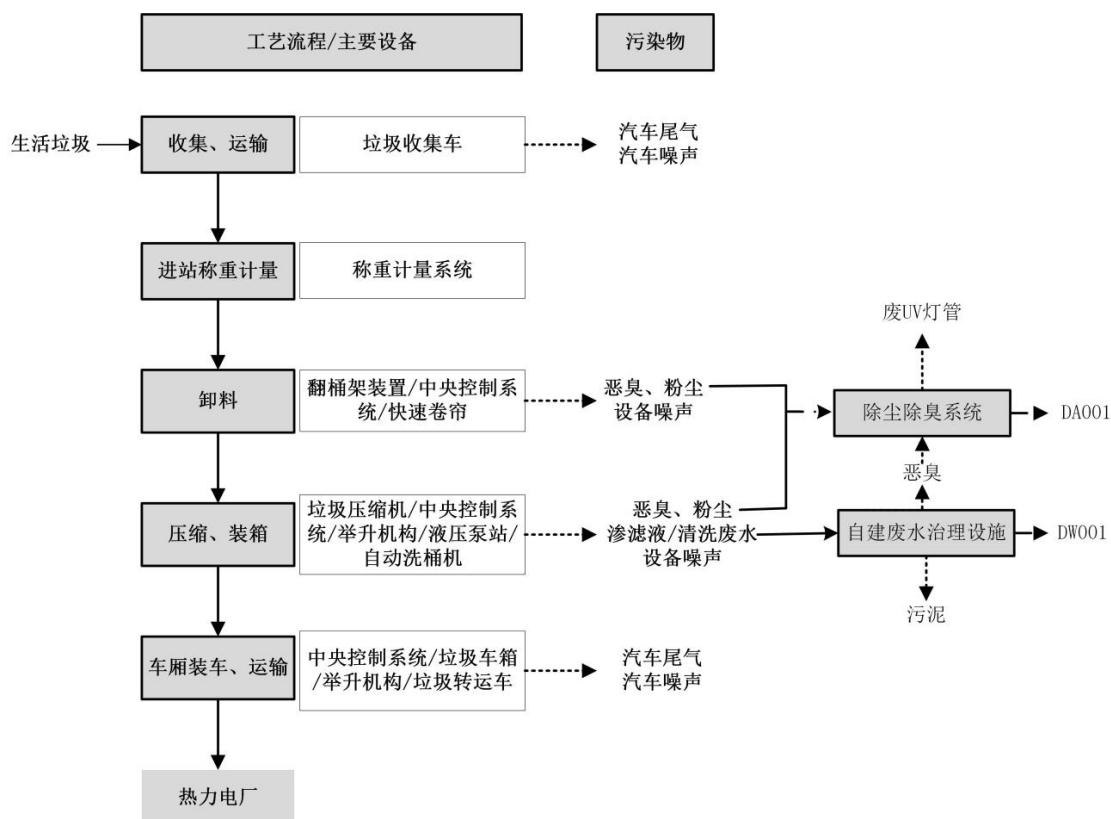 工艺流程/主要设备
污染物
生活垃圾
收集、运输
垃圾收集车
汽车尾气
汽车噪声
进站称重计量
称重计量系统
废UV灯管
卸料
翻桶架装置/中央控制系
统/快速卷帘
恶臭、粉尘
设备噪声
除尘除臭系统
DA001
恶臭
压缩、装箱
垃圾压缩机/中央控制系
统/举升机构/液压泵站/
自动洗桶机
恶臭、粉尘
渗滤液/清洗废水
设备噪声
自建废水治理设施
DW001
污泥
车厢装车、运输
中央控制系统/垃圾车箱
/举升机构/垃圾转运车
汽车尾气
汽车噪声
热力电厂